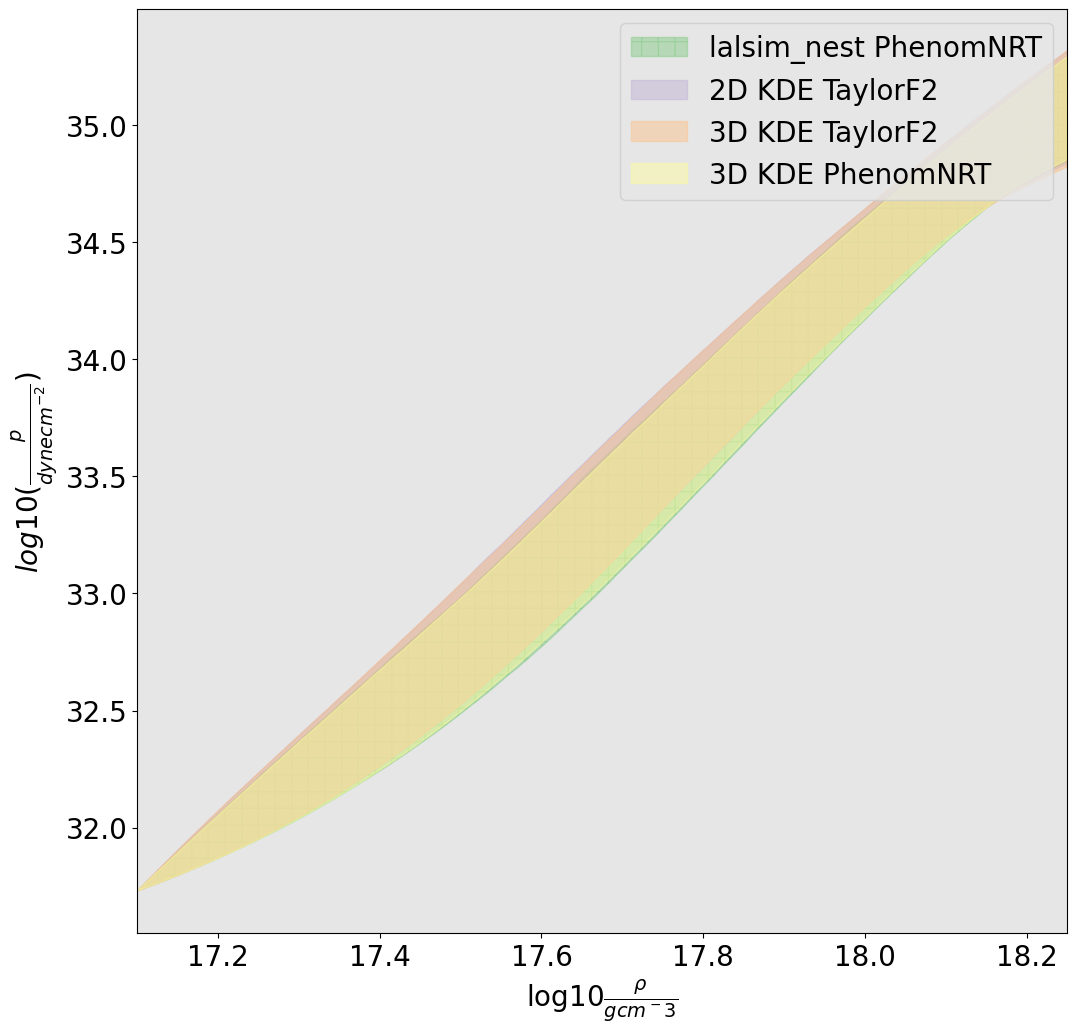 lalsim_nest PhenomNRT
2D KDE TaylorF2
3D KDE TaylorF2
3D KDE PhenomNRT
35.0
34.5
34.0
33.5
33.0
32.5
32.0
log10(p/dynecm⁻²)
17.2 17.4 17.6 17.8 18.0 18.2
log10 ρ/gcm⁻3